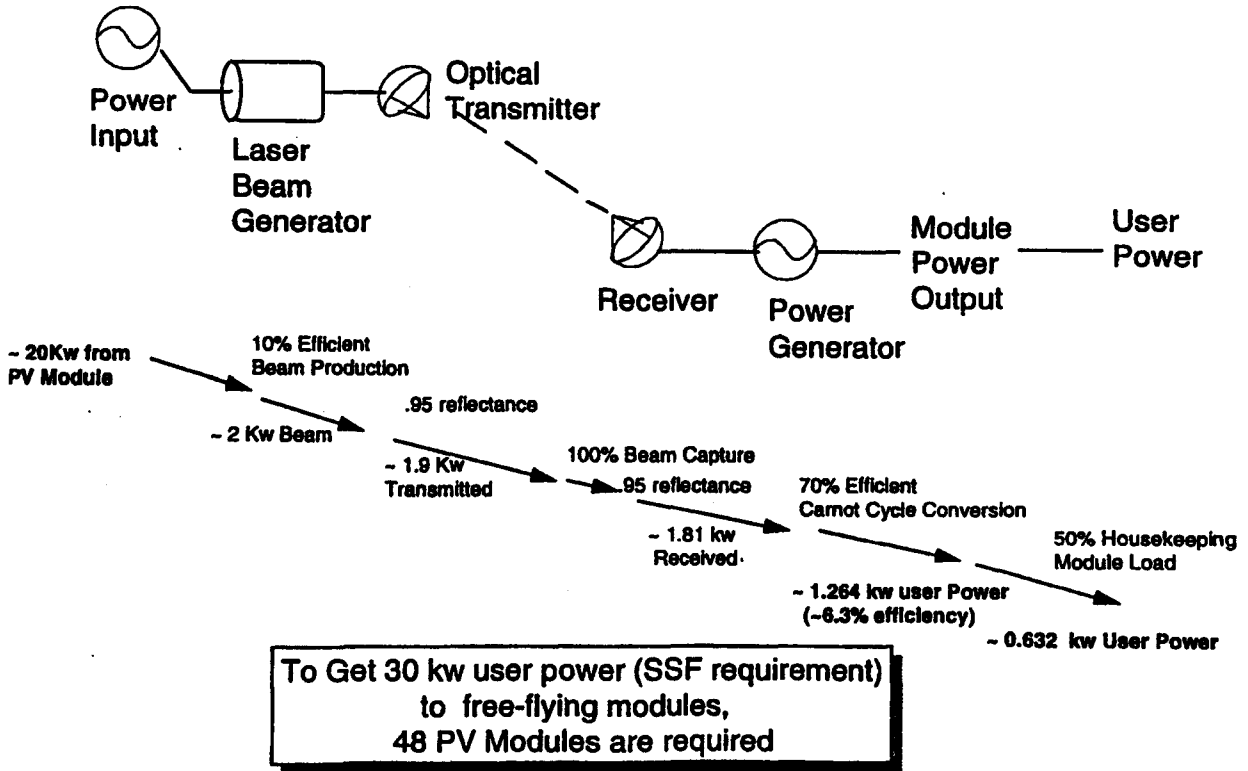 Power
Input
Laser
Beam
Generator
Optical
Transmitter
Receiver
Power
Generator
Module
Power
Output
User
Power
~ 20Kw from
PV Module
10% Efficient
Beam Production
~ 2 Kw Beam
.95 reflectance
~ 1.9 Kw
Transmitted
100% Beam Capture
.95 reflectance
~ 1.81 kw
Received
70% Efficient
Carnot Cycle Conversion
~ 1.264 kw user Power
(~6.3% efficiency)
50% Housekeeping
Module Load
~ 0.632 kw User Power
To Get 30 kw user power (SSF requirement)
to free-flying modules,
48 PV Modules are required